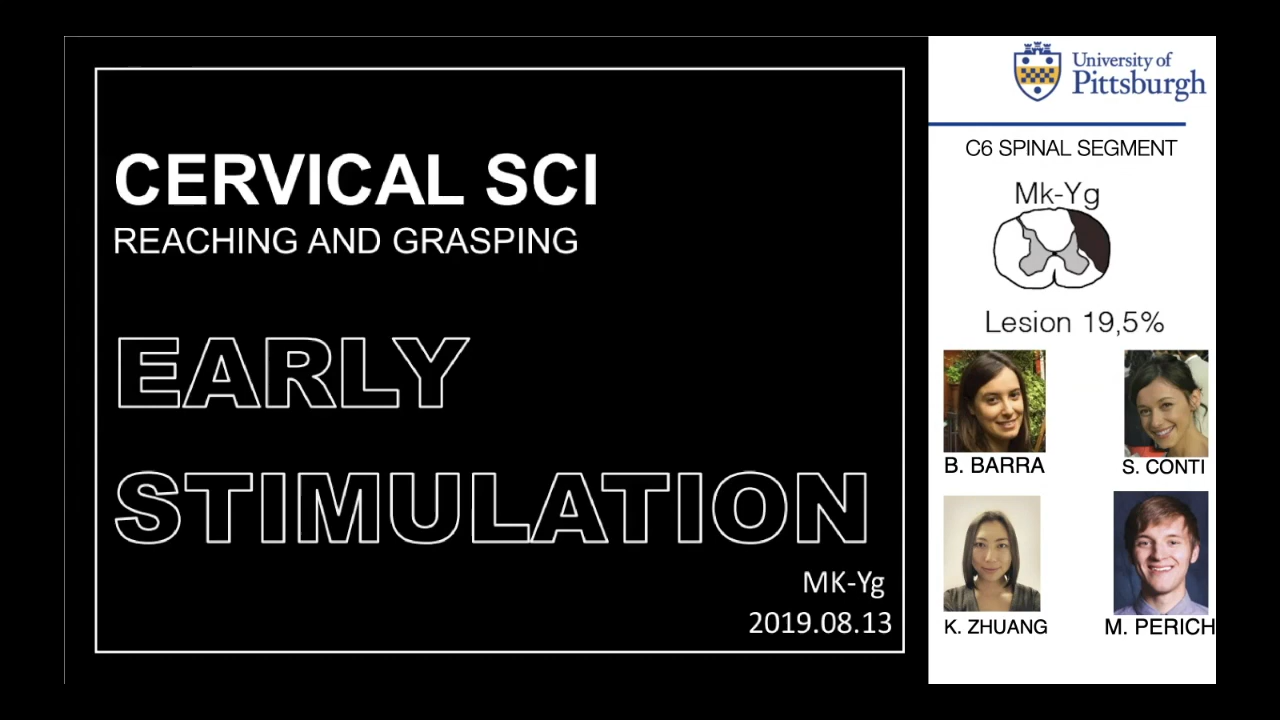 CERVICAL SCI
REACHING AND GRASPING
EARLY
STIMULATION
MK-Yg
2019.08.13
University of
Pittsburgh
C6 SPINAL SEGMENT
Mk-Yg
Lesion 19,5%
B. BARRA
S. CONTI
K. ZHUANG
M. PERICH